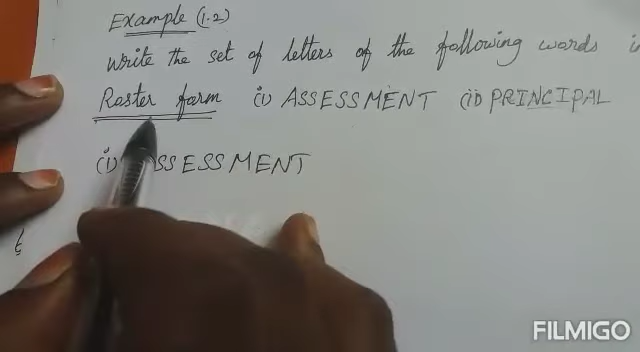 Example (1.2)
Write the set of letters of the following words in
Roster form (i) ASSESSMENT (ii) PRINCIPAL
(i) SSESSMENT
FILMIGO